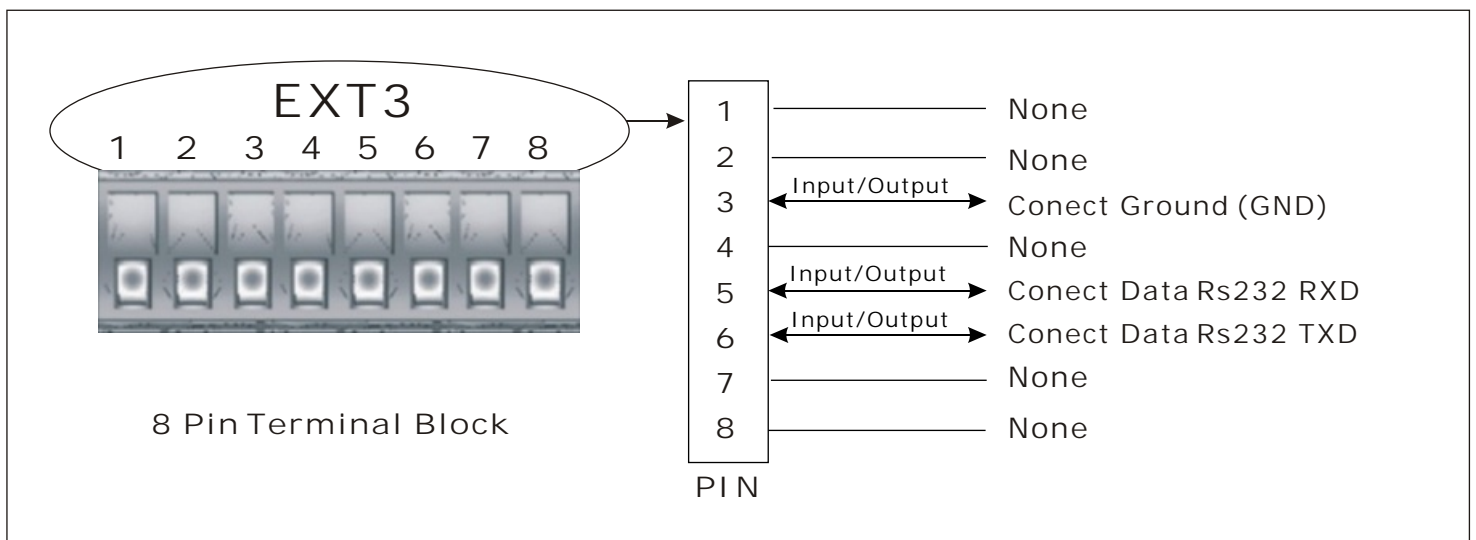 EXT3
1 2 3 4 5 6 7 8
8 Pin Terminal Block
1 None
2 None
3 Input/Output Conect Ground (GND)
4 None
5 Input/Output Conect Data Rs232 RXD
6 Input/Output Conect Data Rs232 TXD
7 None
8 None
PIN